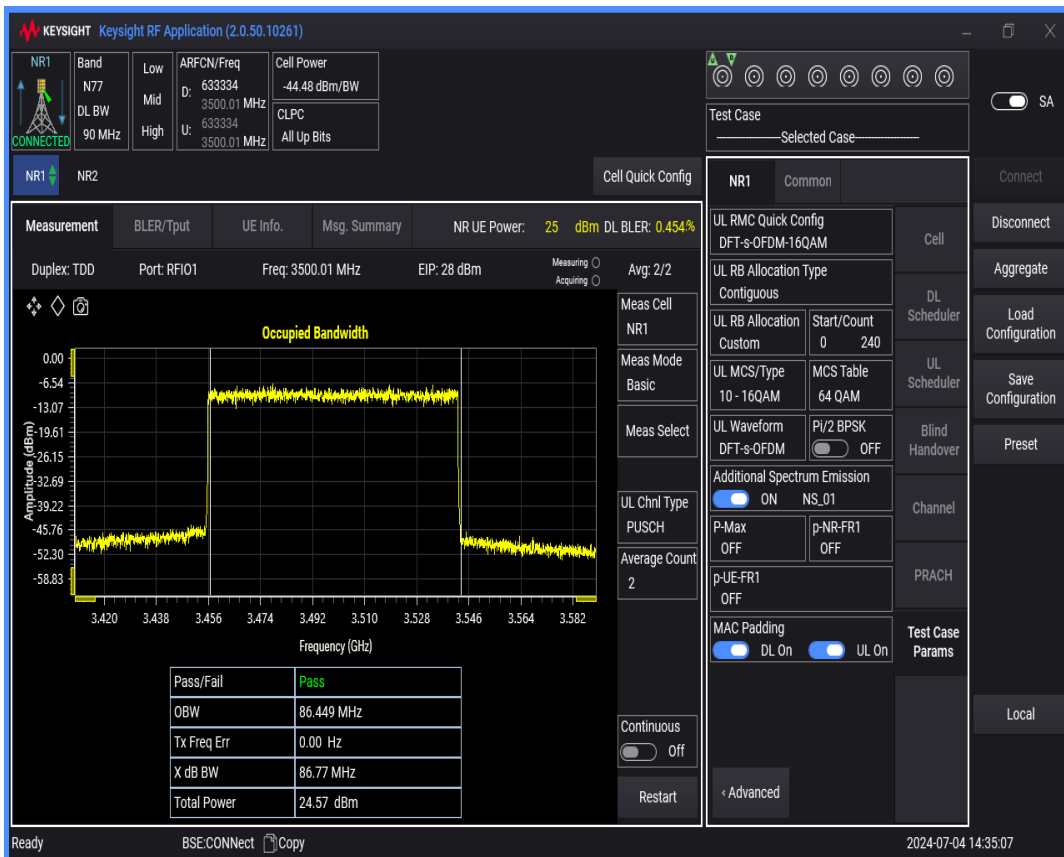 KEYSIGHT Keysight RF Application (2.0.50.10261)
NR1
CONNECTED
Band
N77
DL BW
90 MHz
Low
Mid
High
ARFCN/Freq
D: 633334
3500.01 MHz
U: 633334
3500.01 MHz
Cell Power
-44.48 dBm/BW
CLPC
All Up Bits
Test Case
--------------------Selected Case--------------------
SA
NR1 NR2
Cell Quick Config
Measurement BLER/Tput UE Info. Msg. Summary NR UE Power: 25 dBm DL BLER: 0.454%
Duplex: TDD Port: RFIO1 Freq: 3500.01 MHz EIP: 28 dBm Measuring Avg: 2/2
Acquiring
Occupied Bandwidth
Amplitude (dBm)
0.00
-6.54
-13.07
-19.61
-26.15
-32.69
-39.22
-45.76
-52.30
-58.83
3.420 3.438 3.456 3.474 3.492 3.510 3.528 3.546 3.564 3.582
Frequency (GHz)
Pass/Fail Pass
OBW 86.449 MHz
Tx Freq Err 0.00 Hz
X dB BW 86.77 MHz
Total Power 24.57 dBm
Meas Cell
NR1
Meas Mode
Basic
Meas Select
UL Chnl Type
PUSCH
Average Count
2
Continuous
Off
Restart
NR1 Common
UL RMC Quick Config
DFT-s-OFDM-16QAM
UL RB Allocation Type
Contiguous
UL RB Allocation
Custom
Start/Count
0 240
UL MCS/Type
10 - 16QAM
MCS Table
64 QAM
UL Waveform
DFT-s-OFDM
Pi/2 BPSK
OFF
Additional Spectrum Emission
ON NS_01
P-Max
OFF
p-NR-FR1
OFF
p-UE-FR1
OFF
MAC Padding
DL On UL On
‹ Advanced
Cell
DL
Scheduler
UL
Scheduler
Blind
Handover
Channel
PRACH
Test Case
Params
Connect
Disconnect
Aggregate
Load
Configuration
Save
Configuration
Preset
Local
Ready BSE:CONNect Copy 2024-07-04 14:35:07